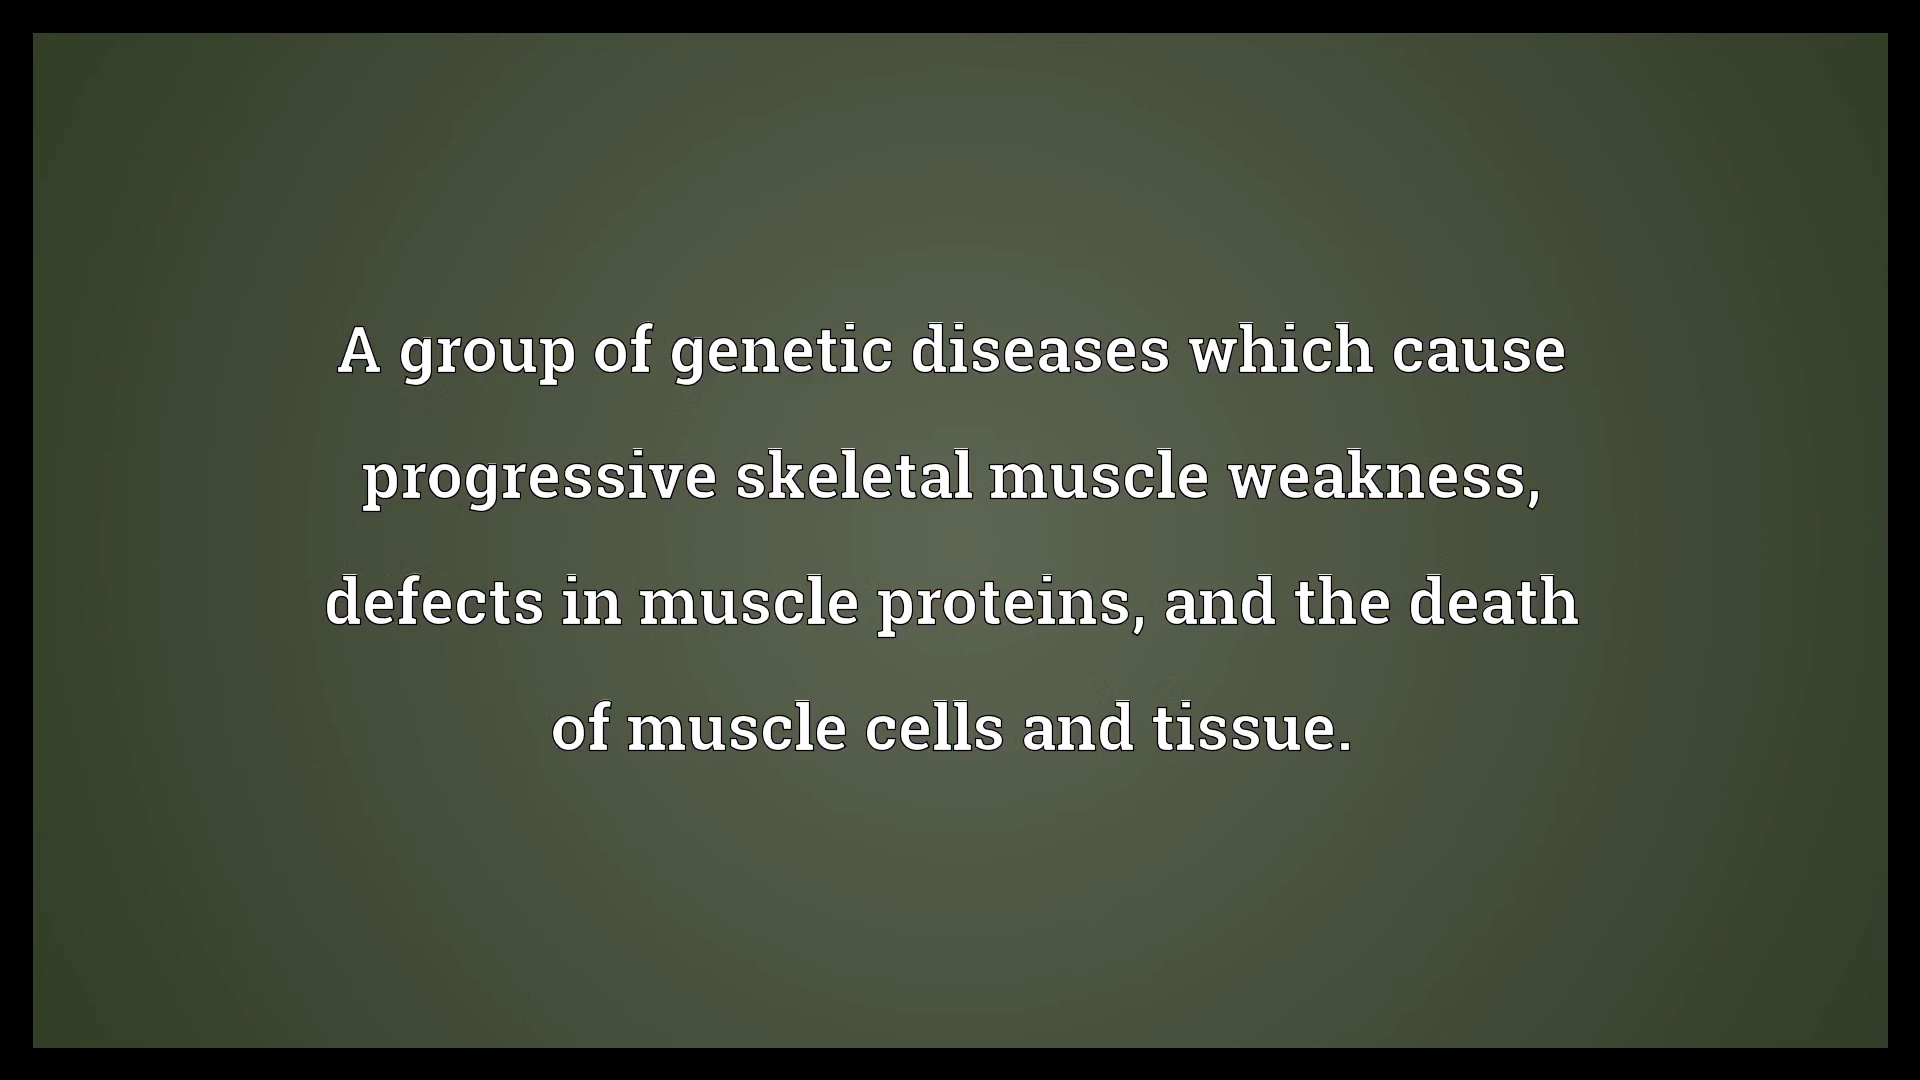 A group of genetic diseases which cause
progressive skeletal muscle weakness,
defects in muscle proteins, and the death
of muscle cells and tissue.